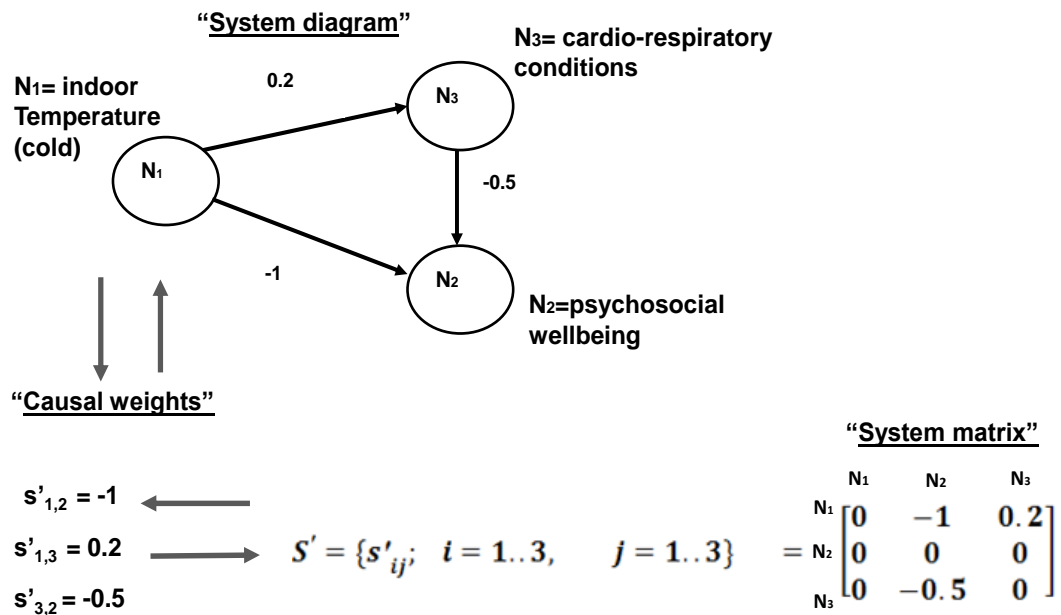 “System diagram”
N3= cardio-respiratory
conditions
N1= indoor
Temperature
(cold)
0.2
N3
N1
-0.5
-1
N2
N2=psychosocial
wellbeing
“Causal weights”
“System matrix”
N1 N2 N3
s'1,2 = -1
s'1,3 = 0.2
s'3,2 = -0.5
S' = {s'ij; i = 1..3, j = 1..3} =
N1 [0 −1 0.2]
N2 [0 0 0]
N3 [0 −0.5 0]